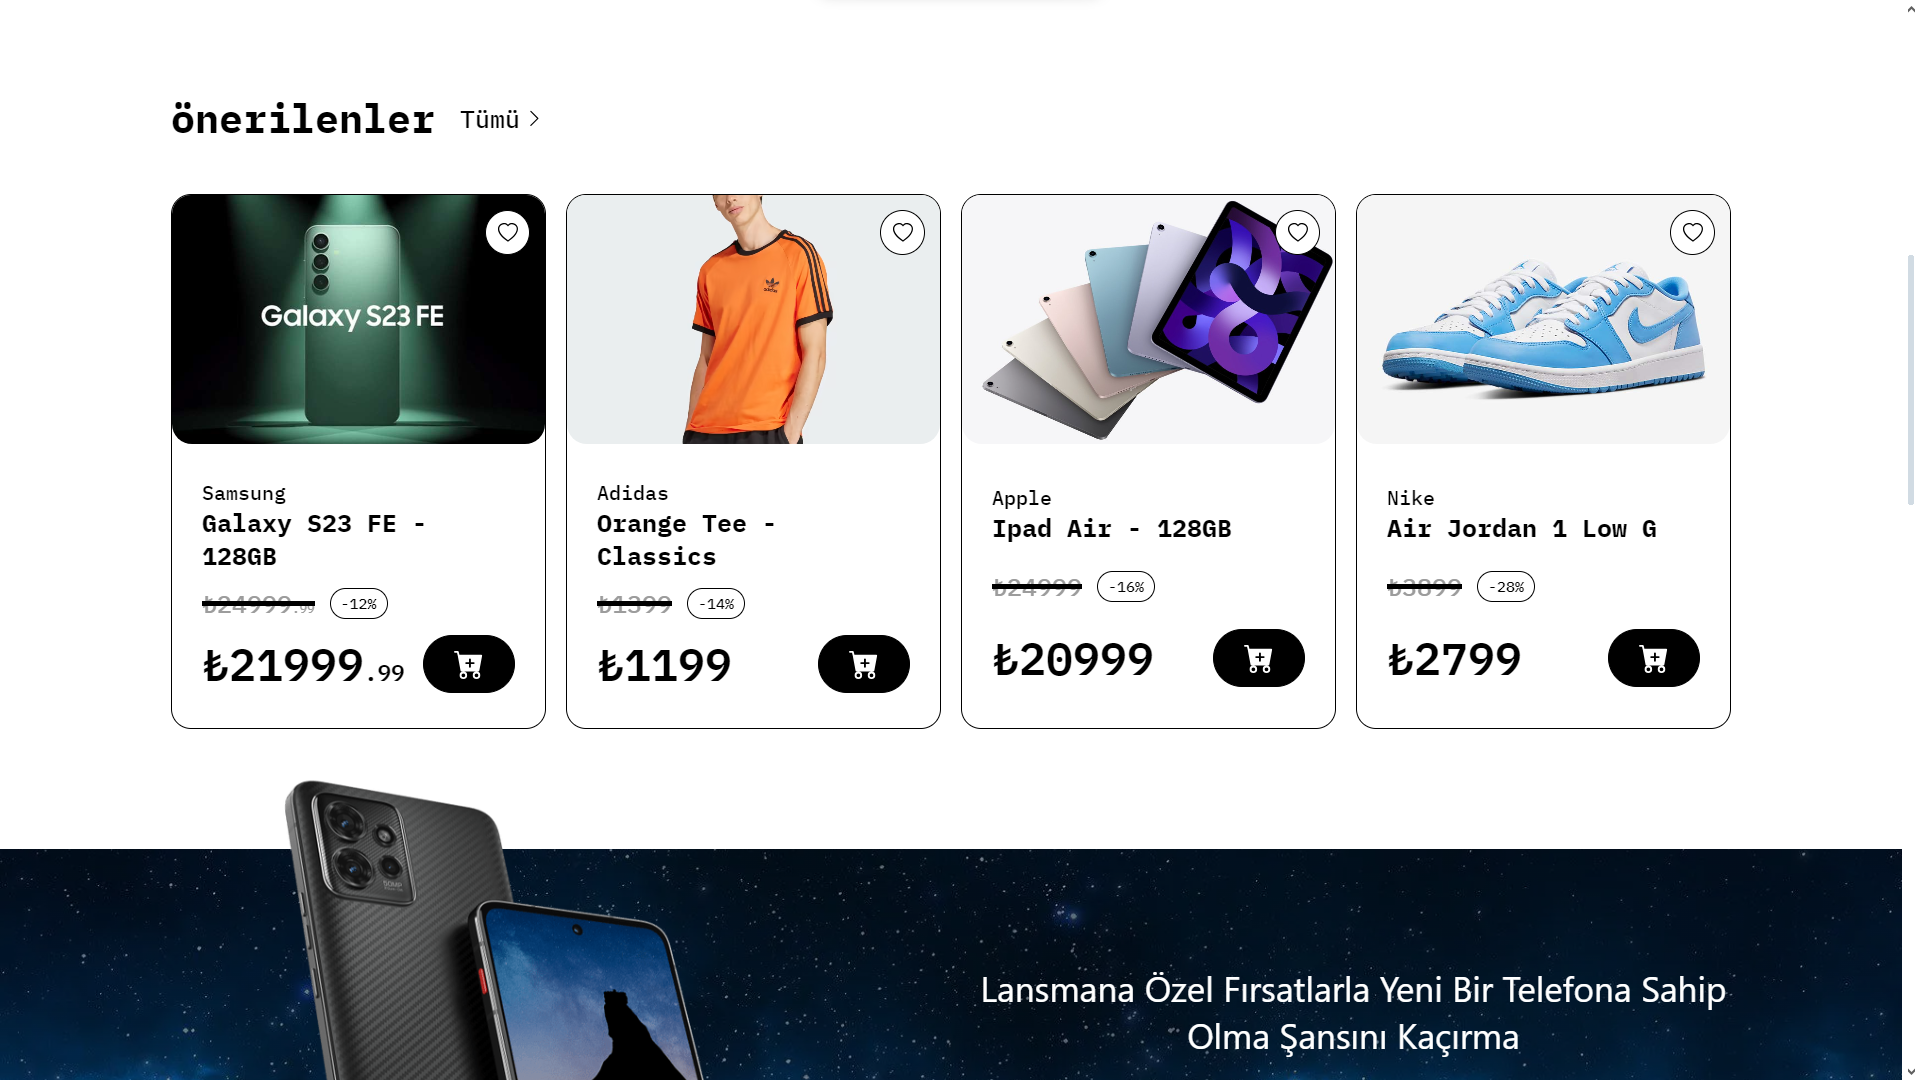 önerilenler Tümü
Galaxy S23 FE
adidas
Samsung
Galaxy S23 FE -
128GB
₺24999.99 -12%
₺21999.99
Adidas
Orange Tee -
Classics
₺1399 -14%
₺1199
Apple
Ipad Air - 128GB
₺24999 -16%
₺20999
Nike
Air Jordan 1 Low G
₺3899 -28%
₺2799
50MP
Lansmana Özel Fırsatlarla Yeni Bir Telefona Sahip
Olma Şansını Kaçırma